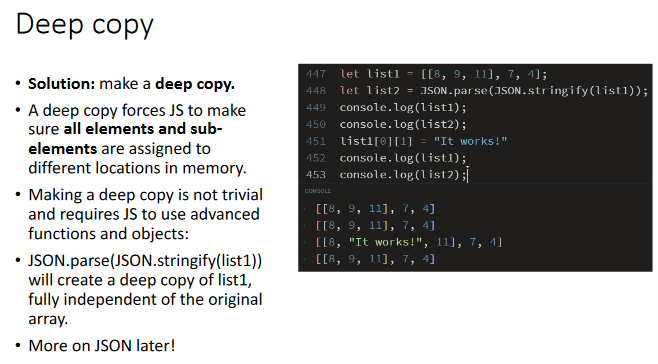 Deep copy
• Solution: make a deep copy.
• A deep copy forces JS to make
sure all elements and sub-
elements are assigned to
different locations in memory.
• Making a deep copy is not trivial
and requires JS to use advanced
functions and objects:
• JSON.parse(JSON.stringify(list1))
will create a deep copy of list1,
fully independent of the original
array.
• More on JSON later!
447 let list1 = [[8, 9, 11], 7, 4];
448 let list2 = JSON.parse(JSON.stringify(list1));
449 console.log(list1);
450 console.log(list2);
451 list1[0][1] = "It works!"
452 console.log(list1);
453 console.log(list2);
CONSOLE
[[8, 9, 11], 7, 4]
[[8, 9, 11], 7, 4]
[[8, "It works!", 11], 7, 4]
[[8, 9, 11], 7, 4]